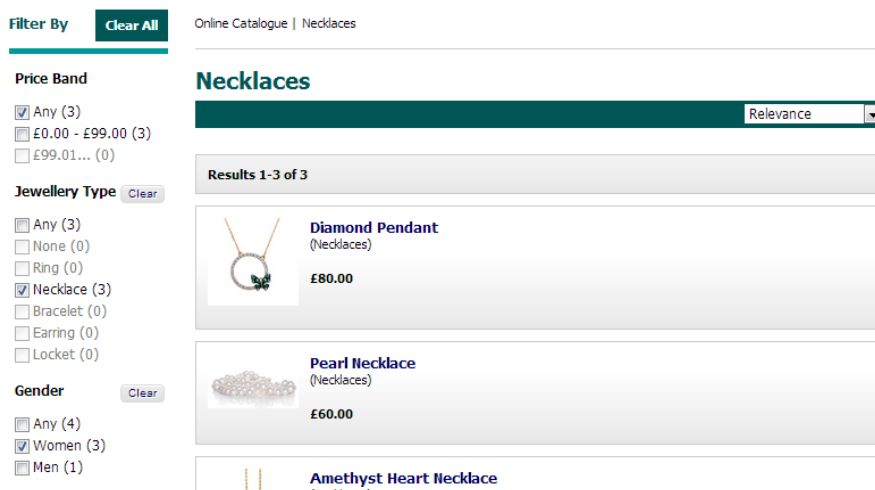 Filter By
Clear All
Price Band
Any (3)
£0.00 - £99.00 (3)
£99.01... (0)
Jewellery Type
Clear
Any (3)
None (0)
Ring (0)
Necklace (3)
Bracelet (0)
Earring (0)
Locket (0)
Gender
Clear
Any (4)
Women (3)
Men (1)
Online Catalogue | Necklaces
Necklaces
Relevance
Results 1-3 of 3
Diamond Pendant
(Necklaces)
£80.00
Pearl Necklace
(Necklaces)
£60.00
Amethyst Heart Necklace